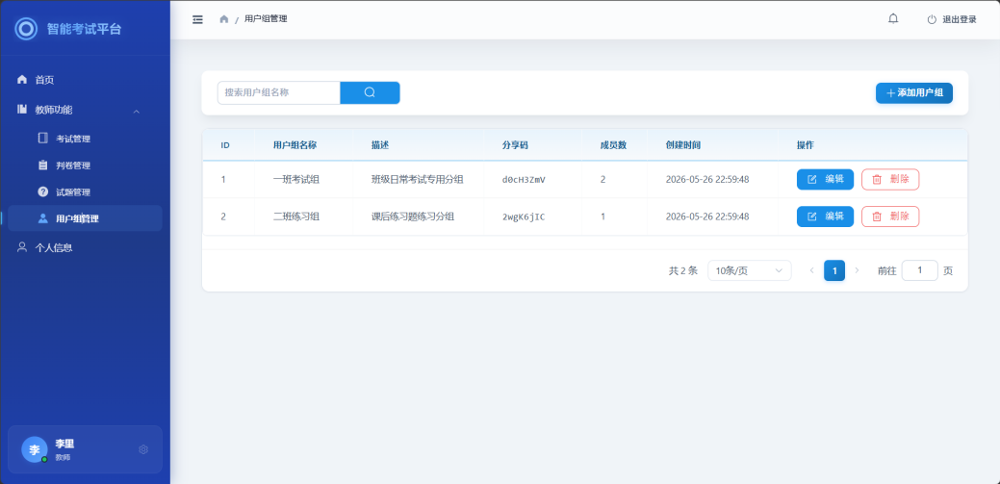 智能考试平台
首页
教师功能
考试管理
判卷管理
试题管理
用户组管理
个人信息
李
李里
教师
/ 用户组管理
退出登录
搜索用户组名称
添加用户组
ID 用户组名称 描述 分享码 成员数 创建时间 操作
1 一班考试组 班级日常考试专用分组 d0cH3ZmV 2 2026-05-26 22:59:48 编辑 删除
2 二班练习组 课后练习题练习分组 2wgK6jIC 1 2026-05-26 22:59:48 编辑 删除
共 2 条 10条/页 1 前往 1 页